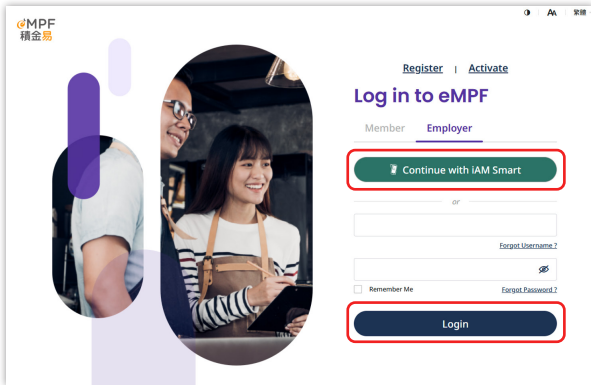 eMPF
積金易
AA
繁體
Register | Activate
Log in to eMPF
Member Employer
Continue with iAM Smart
or
Forgot Username ?
Remember Me
Forgot Password ?
Login